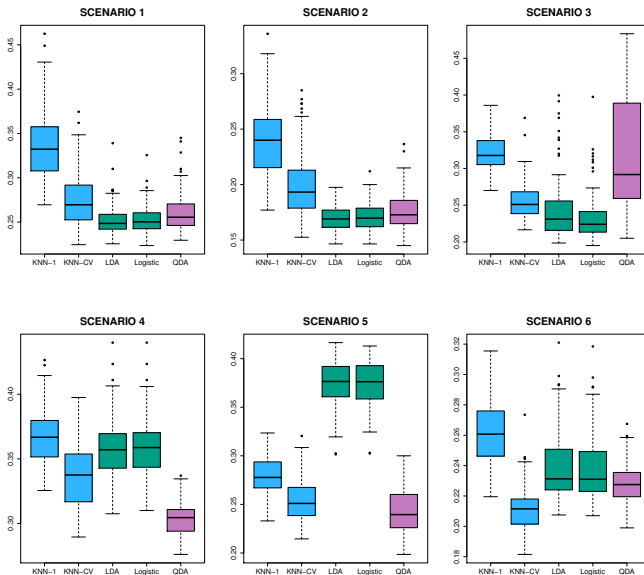 SCENARIO 1
0.45
0.35
0.30
0.25
KNN−1
KNN−CV
LDA
Logistic
QDA
SCENARIO 2
0.30
0.25
0.20
0.15
KNN−1
KNN−CV
LDA
Logistic
QDA
SCENARIO 3
0.45
0.40
0.35
0.30
0.25
0.20
KNN−1
KNN−CV
LDA
Logistic
QDA
SCENARIO 4
0.40
0.35
0.30
KNN−1
KNN−CV
LDA
Logistic
QDA
SCENARIO 5
0.40
0.35
0.30
0.25
0.20
KNN−1
KNN−CV
LDA
Logistic
QDA
SCENARIO 6
0.32
0.30
0.28
0.26
0.24
0.22
0.20
0.18
KNN−1
KNN−CV
LDA
Logistic
QDA